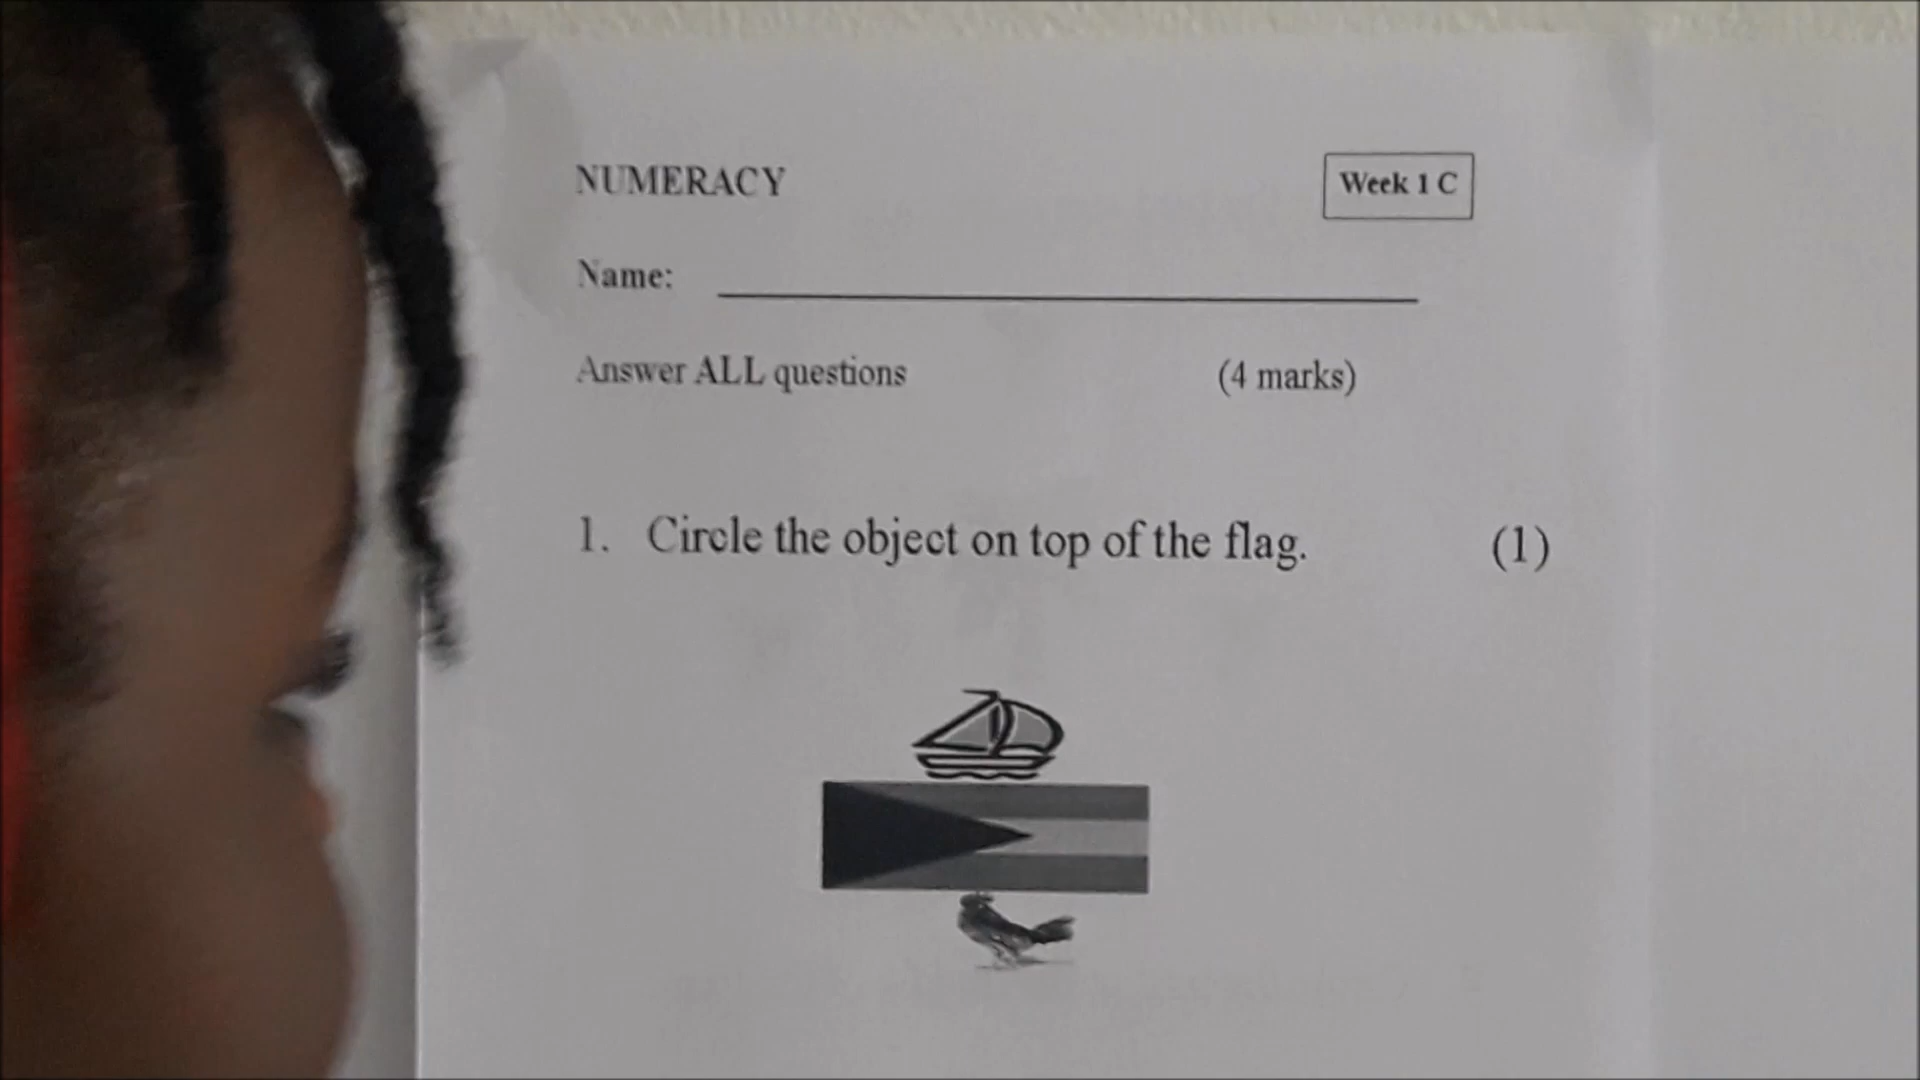 NUMERACY
Week 1 C
Name:
Answer ALL questions (4 marks)
1. Circle the object on top of the flag. (1)